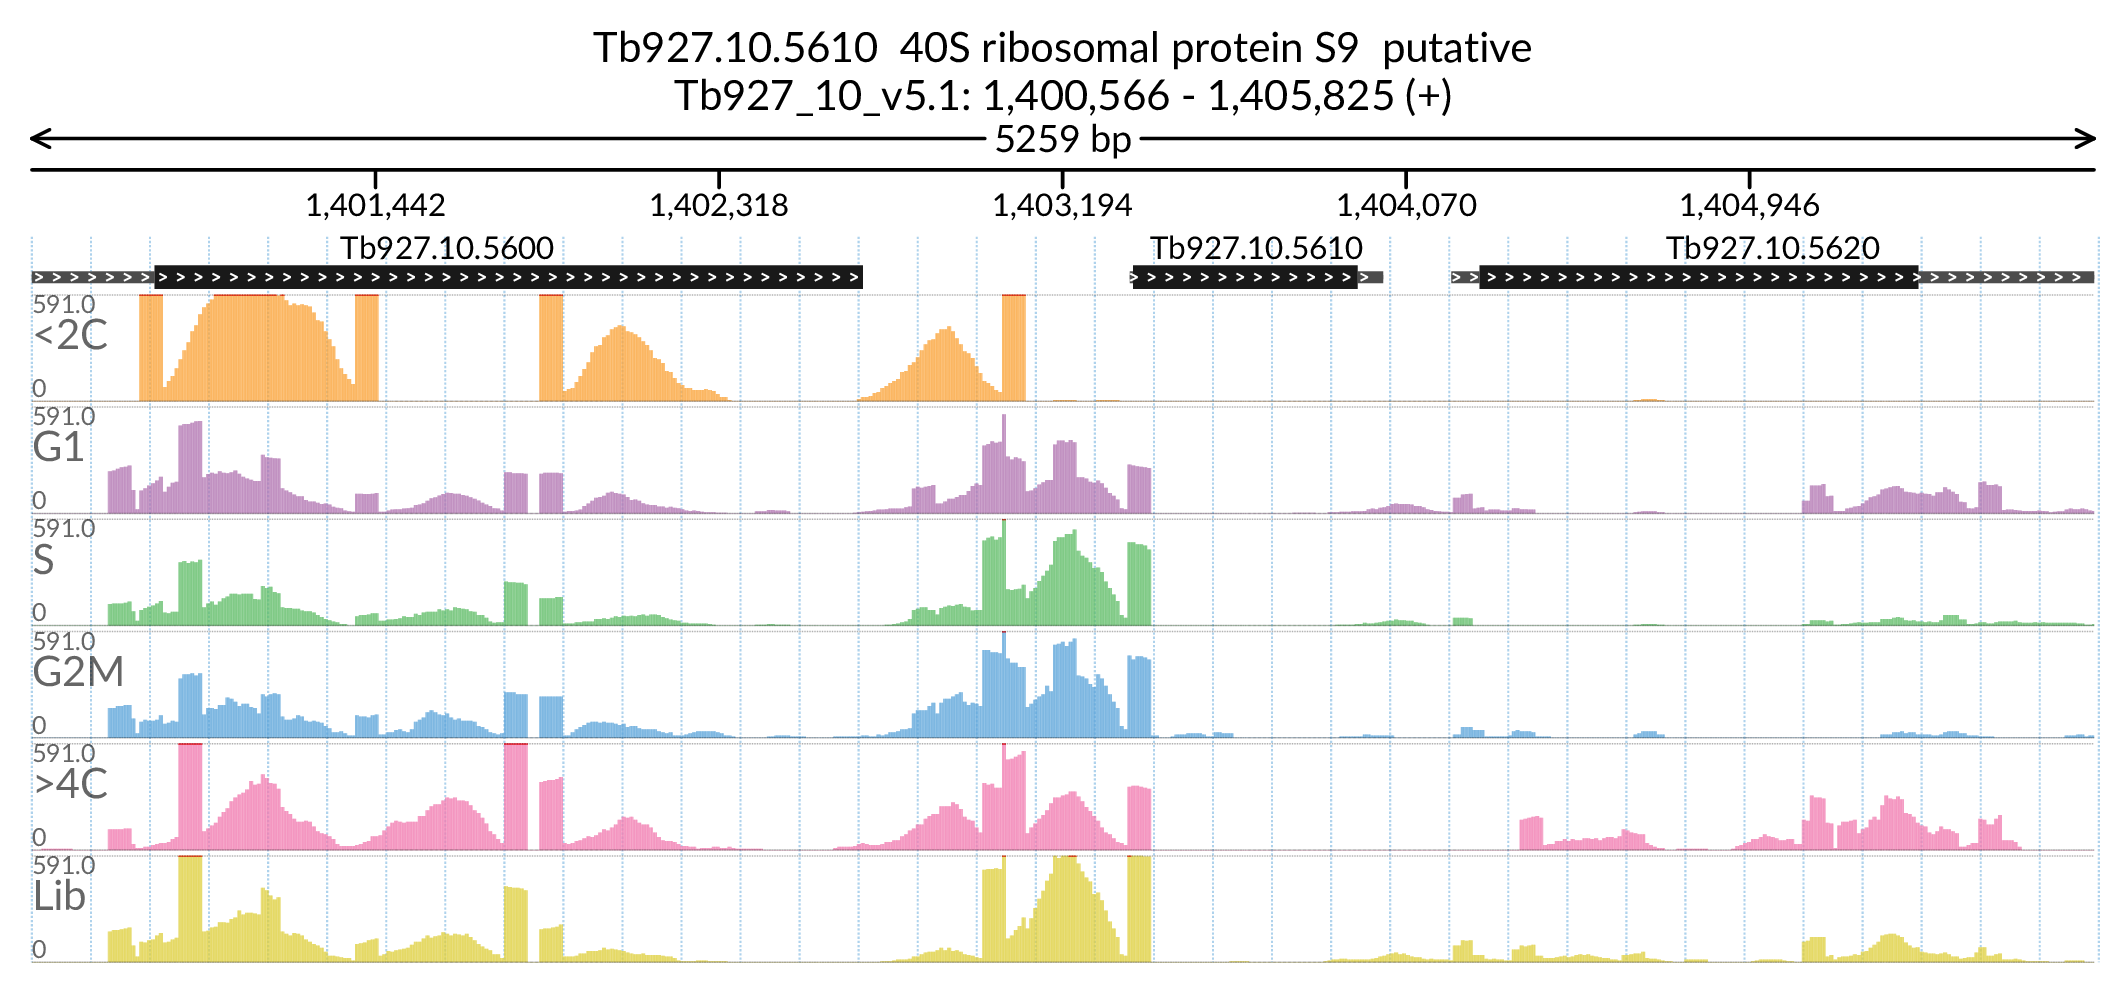 Tb927.10.5610  40S ribosomal protein S9  putative
Tb927_10_v5.1: 1,400,566 - 1,405,825 (+)
5259 bp
1,401,442 1,402,318 1,403,194 1,404,070 1,404,946
Tb927.10.5600 Tb927.10.5610 Tb927.10.5620
591.0
<2C
0
591.0
G1
0
591.0
S
0
591.0
G2M
0
591.0
>4C
0
591.0
Lib
0